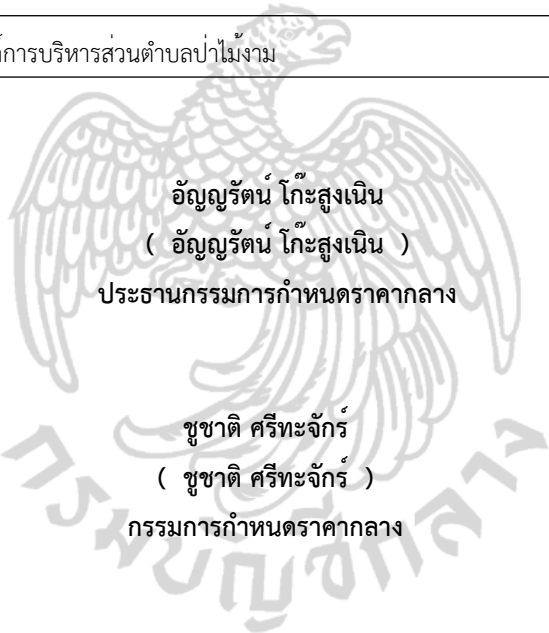 การบริหารส่วนตำบลป่าไม้งาม
อัญญรัตน์ โก๊ะสูงเนิน
( อัญญรัตน์ โก๊ะสูงเนิน )
ประธานกรรมการกำหนดราคากลาง
ชูชาติ ศรีทะจักร์
( ชูชาติ ศรีทะจักร์ )
กรรมการกำหนดราคากลาง
กรมบัญชีกลาง